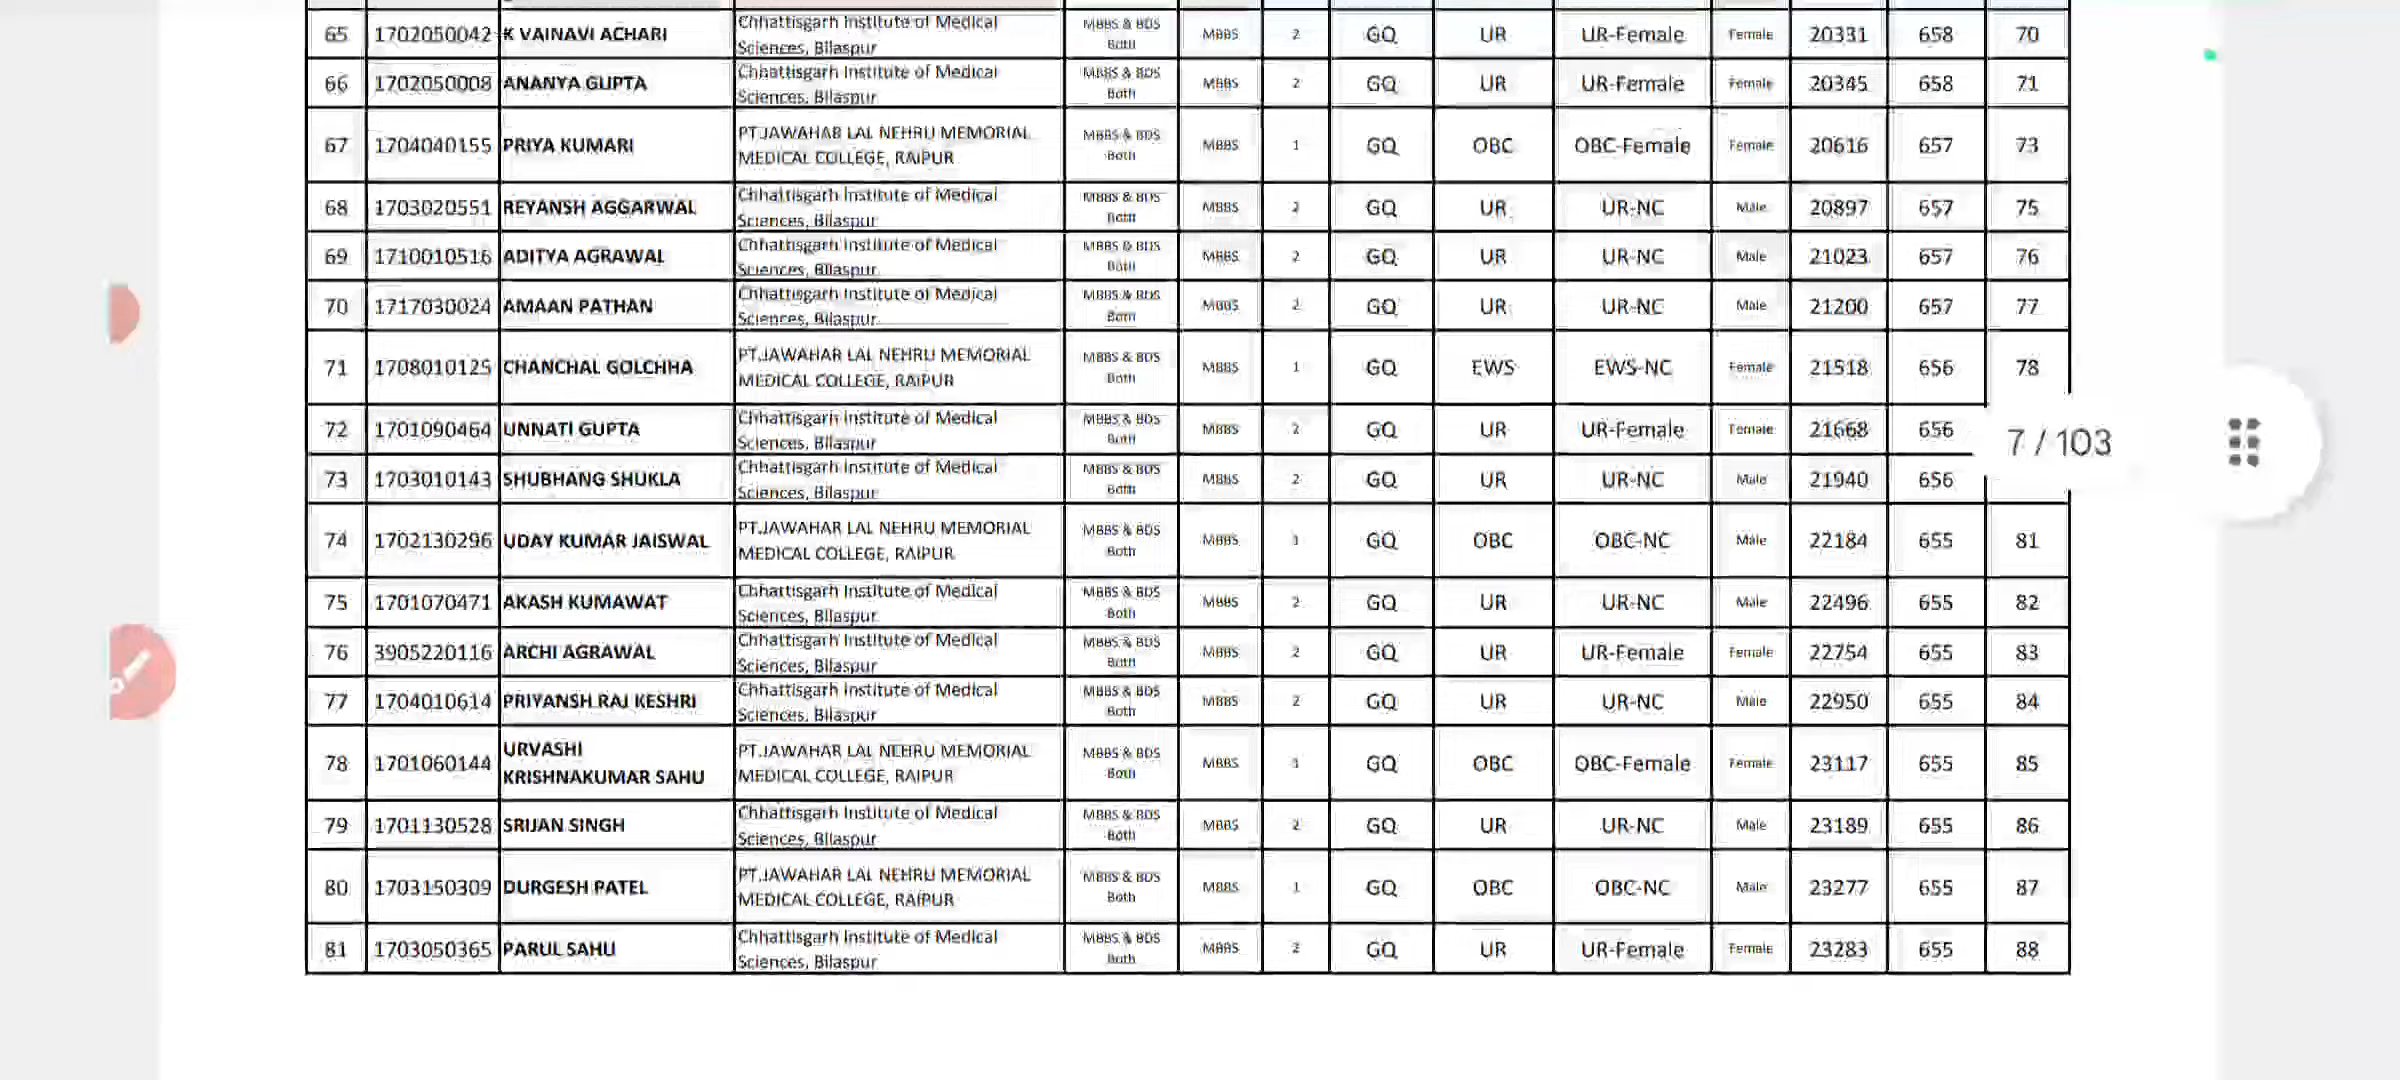 65 1702050042 K VAINAVI ACHARI Chhattisgarh Institute of Medical Sciences, Bilaspur MBBS & BDS Both MBBS 2 GQ UR UR-Female Female 20331 658 70
66 1702050008 ANANYA GUPTA Chhattisgarh Institute of Medical Sciences, Bilaspur MBBS & BDS Both MBBS 2 GQ UR UR-Female Female 20345 658 71
67 1704040155 PRIYA KUMARI PT.JAWAHAR LAL NEHRU MEMORIAL MEDICAL COLLEGE, RAIPUR MBBS & BDS Both MBBS 1 GQ OBC OBC-Female Female 20616 657 73
68 1703020551 REYANSH AGGARWAL Chhattisgarh Institute of Medical Sciences, Bilaspur MBBS & BDS Both MBBS 2 GQ UR UR-NC Male 20897 657 75
69 1710010516 ADITYA AGRAWAL Chhattisgarh Institute of Medical Sciences, Bilaspur MBBS & BDS Both MBBS 2 GQ UR UR-NC Male 21023 657 76
70 1717030024 AMAAN PATHAN Chhattisgarh Institute of Medical Sciences, Bilaspur MBBS & BDS Both MBBS 2 GQ UR UR-NC Male 21200 657 77
71 1708010125 CHANCHAL GOLCHHA PT.JAWAHAR LAL NEHRU MEMORIAL MEDICAL COLLEGE, RAIPUR MBBS & BDS Both MBBS 1 GQ EWS EWS-NC Female 21518 656 78
72 1701090464 UNNATI GUPTA Chhattisgarh Institute of Medical Sciences, Bilaspur MBBS & BDS Both MBBS 2 GQ UR UR-Female Female 21668 656
7 / 103
73 1703010143 SHUBHANG SHUKLA Chhattisgarh Institute of Medical Sciences, Bilaspur MBBS & BDS Both MBBS 2 GQ UR UR-NC Male 21940 656
74 1702130296 UDAY KUMAR JAISWAL PT.JAWAHAR LAL NEHRU MEMORIAL MEDICAL COLLEGE, RAIPUR MBBS & BDS Both MBBS 1 GQ OBC OBC-NC Male 22184 655 81
75 1701070471 AKASH KUMAWAT Chhattisgarh Institute of Medical Sciences, Bilaspur MBBS & BDS Both MBBS 2 GQ UR UR-NC Male 22496 655 82
76 3905220116 ARCHI AGRAWAL Chhattisgarh Institute of Medical Sciences, Bilaspur MBBS & BDS Both MBBS 2 GQ UR UR-Female Female 22754 655 83
77 1704010614 PRIYANSH RAJ KESHRI Chhattisgarh Institute of Medical Sciences, Bilaspur MBBS & BDS Both MBBS 2 GQ UR UR-NC Male 22950 655 84
78 1701060144 URVASHI KRISHNAKUMAR SAHU PT.JAWAHAR LAL NEHRU MEMORIAL MEDICAL COLLEGE, RAIPUR MBBS & BDS Both MBBS 1 GQ OBC OBC-Female Female 23117 655 85
79 1701130528 SRIJAN SINGH Chhattisgarh Institute of Medical Sciences, Bilaspur MBBS & BDS Both MBBS 2 GQ UR UR-NC Male 23189 655 86
80 1703150309 DURGESH PATEL PT.JAWAHAR LAL NEHRU MEMORIAL MEDICAL COLLEGE, RAIPUR MBBS & BDS Both MBBS 1 GQ OBC OBC-NC Male 23277 655 87
81 1703050365 PARUL SAHU Chhattisgarh Institute of Medical Sciences, Bilaspur MBBS & BDS Both MBBS 2 GQ UR UR-Female Female 23283 655 88